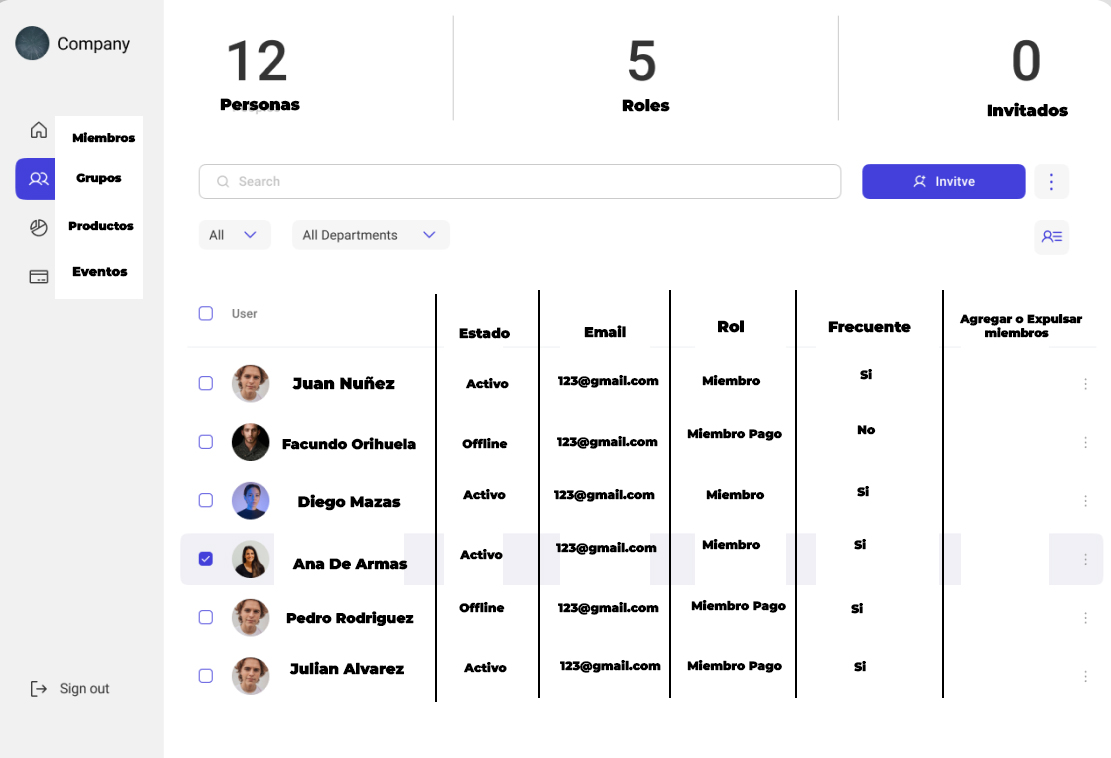 Company
12
5
0
Personas
Roles
Invitados
Miembros
Grupos
Productos
Eventos
Search
Invitve
All
All Departments
User
Estado
Email
Rol
Frecuente
Agregar o Expulsar
miembros
Juan Nuñez Activo 123@gmail.com Miembro Si
Facundo Orihuela Offline 123@gmail.com Miembro Pago No
Diego Mazas Activo 123@gmail.com Miembro Si
Ana De Armas Activo 123@gmail.com Miembro Si
Pedro Rodriguez Offline 123@gmail.com Miembro Pago Si
Julian Alvarez Activo 123@gmail.com Miembro Pago Si
Sign out